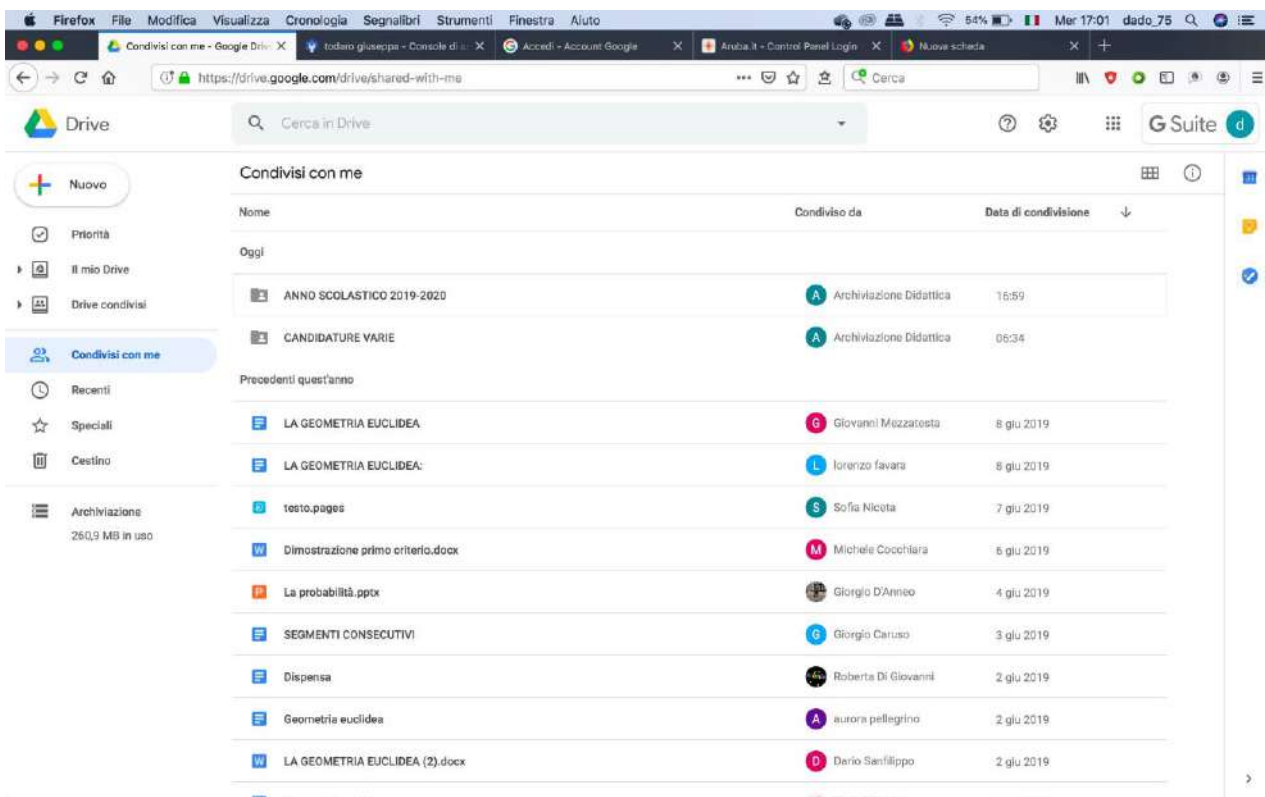 Firefox File Modifica Visualizza Cronologia Segnalibri Strumenti Finestra Aiuto 54% Mer 17:01 dado_75
Condivisi con me - Google Driv X todaro giuseppe - Console di X Accedi - Account Google X Aruba.it - Control Panel Login X Nuova scheda X +
https://drive.google.com/drive/shared-with-me Cerca
Drive Cerca in Drive G Suite d
Nuovo
Priorità
Il mio Drive
Drive condivisi
Condivisi con me
Recenti
Speciali
Cestino
Archiviazione
260,9 MB in uso
Condivisi con me
Nome Condiviso da Data di condivisione
Oggi
ANNO SCOLASTICO 2019-2020 A Archiviazione Didattica 16:59
CANDIDATURE VARIE A Archiviazione Didattica 06:34
Precedenti quest'anno
LA GEOMETRIA EUCLIDEA G Giovanni Mezzatesta 8 giu 2019
LA GEOMETRIA EUCLIDEA: L lorenzo favara 8 giu 2019
testo.pages S Sofia Niceta 7 giu 2019
W Dimostrazione primo criterio.docx M Michele Cocchiara 6 giu 2019
P La probabilità.pptx Giorgio D'Anneo 4 giu 2019
SEGMENTI CONSECUTIVI G Giorgio Caruso 3 giu 2019
Dispensa Roberta Di Giovanni 2 giu 2019
Geometria euclidea A aurora pellegrino 2 giu 2019
W LA GEOMETRIA EUCLIDEA (2).docx D Dario Sanfilippo 2 giu 2019